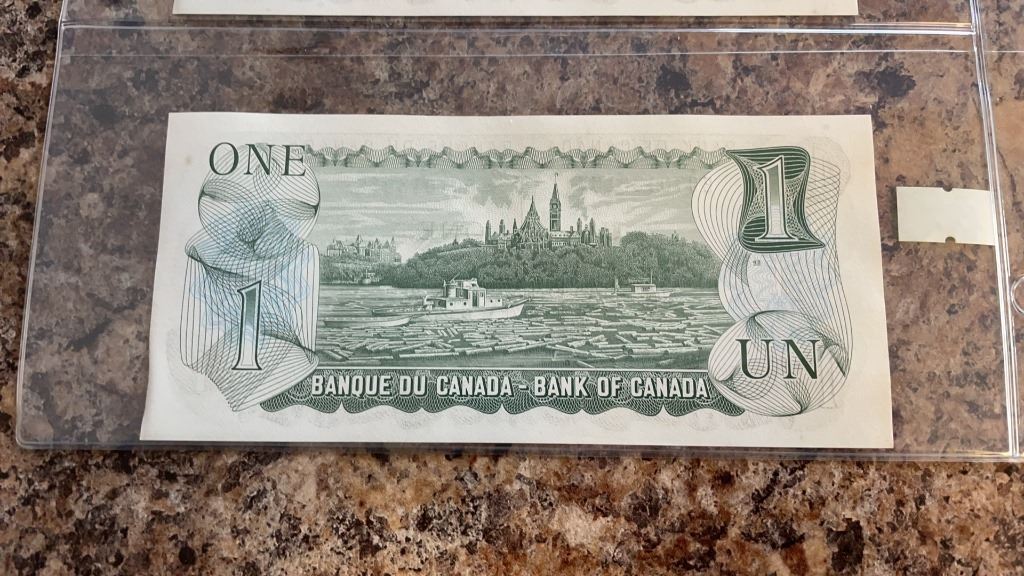 ONE
1
1
UN
BANQUE DU CANADA - BANK OF CANADA